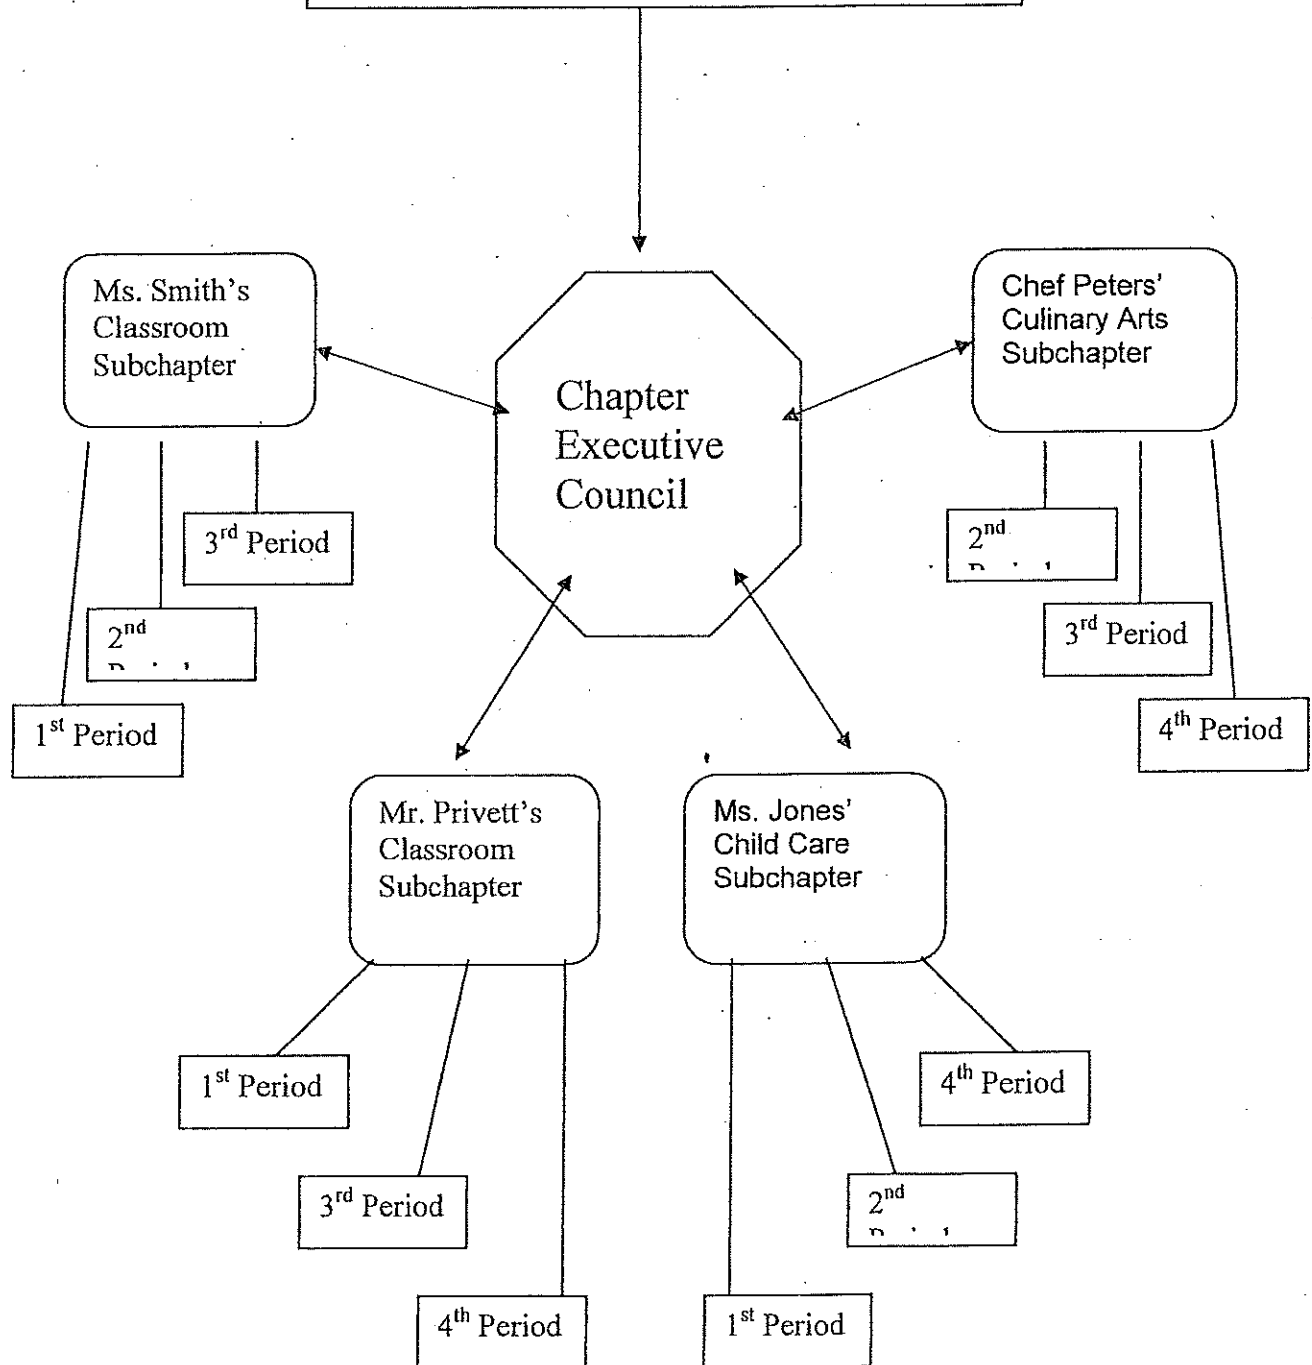 Ms. Smith's
Classroom
Subchapter
Chef Peters'
Culinary Arts
Subchapter
Chapter
Executive
Council
3rd Period
2nd
1st Period
2nd
3rd Period
4th Period
Mr. Privett's
Classroom
Subchapter
Ms. Jones'
Child Care
Subchapter
1st Period
3rd Period
4th Period
4th Period
2nd
1st Period